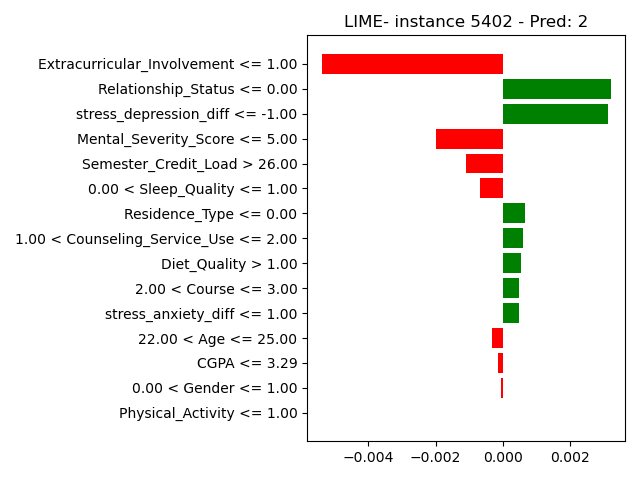 LIME- instance 5402 - Pred: 2
Extracurricular_Involvement <= 1.00
Relationship_Status <= 0.00
stress_depression_diff <= -1.00
Mental_Severity_Score <= 5.00
Semester_Credit_Load > 26.00
0.00 < Sleep_Quality <= 1.00
Residence_Type <= 0.00
1.00 < Counseling_Service_Use <= 2.00
Diet_Quality > 1.00
2.00 < Course <= 3.00
stress_anxiety_diff <= 1.00
22.00 < Age <= 25.00
CGPA <= 3.29
0.00 < Gender <= 1.00
Physical_Activity <= 1.00
−0.004 −0.002 0.000 0.002